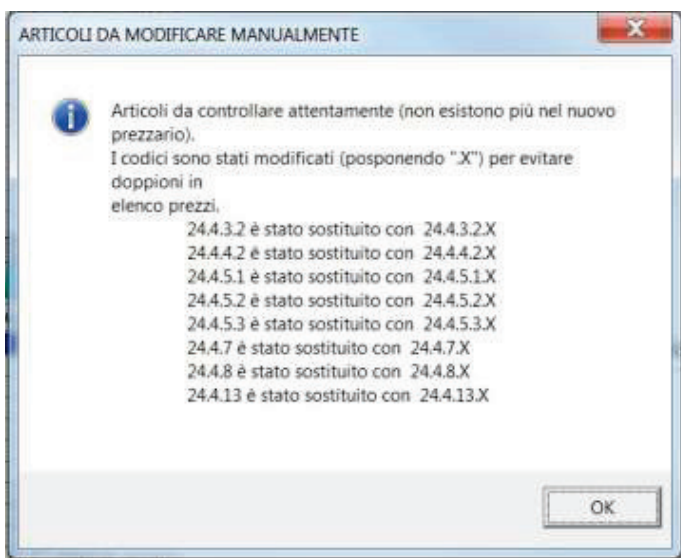 ARTICOLI DA MODIFICARE MANUALMENTE
Articoli da controllare attentamente (non esistono più nel nuovo
prezzario).
I codici sono stati modificati (posponendo ".X") per evitare
doppioni in
elenco prezzi.
24.4.3.2 è stato sostituito con 24.4.3.2.X
24.4.4.2 è stato sostituito con 24.4.4.2.X
24.4.5.1 è stato sostituito con 24.4.5.1.X
24.4.5.2 è stato sostituito con 24.4.5.2.X
24.4.5.3 è stato sostituito con 24.4.5.3.X
24.4.7 è stato sostituito con 24.4.7.X
24.4.8 è stato sostituito con 24.4.8.X
24.4.13 è stato sostituito con 24.4.13.X
OK